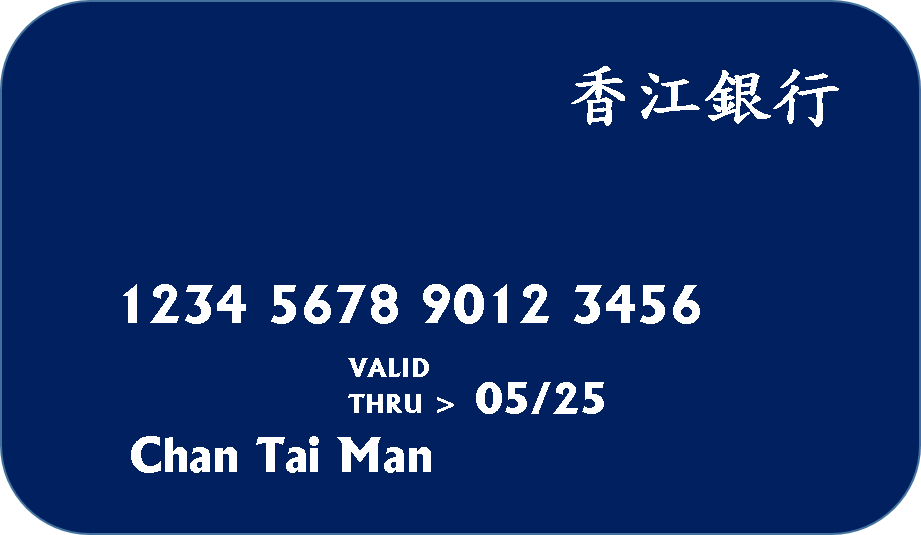 香江銀行
1234 5678 9012 3456
VALID
THRU > 05/25
Chan Tai Man